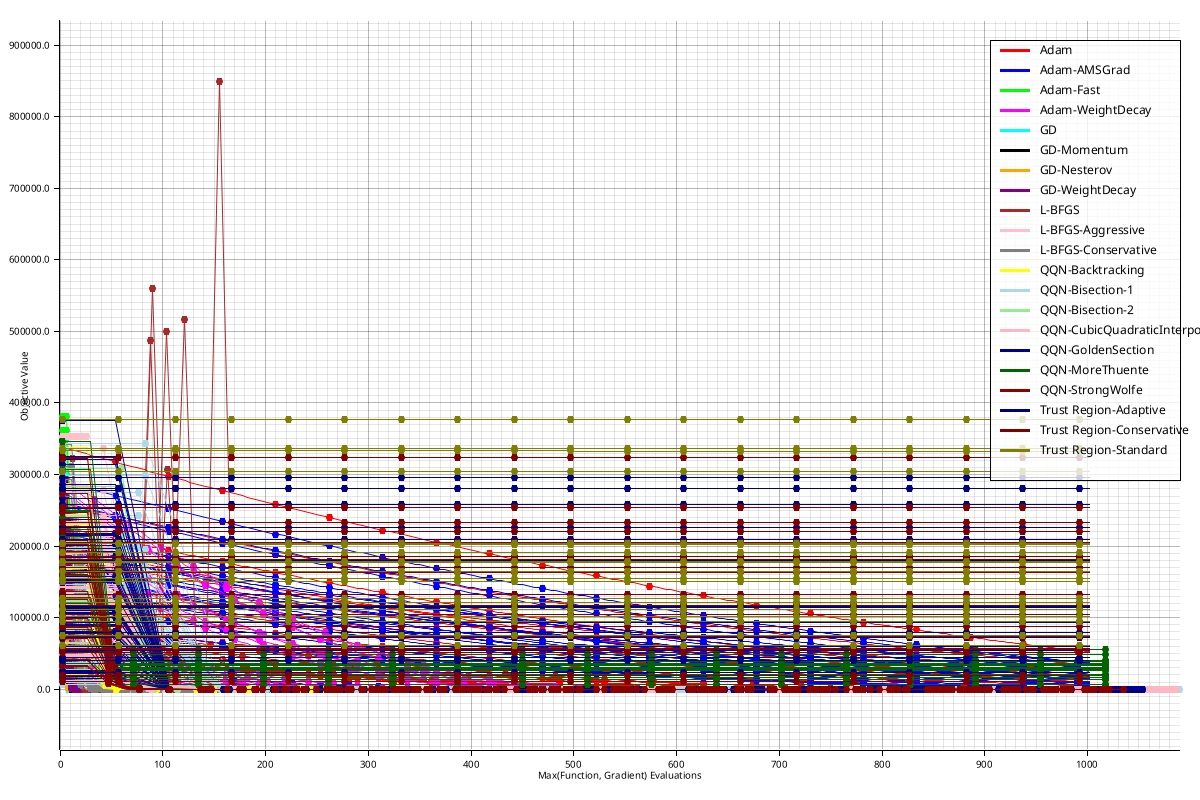 900000.0
800000.0
700000.0
600000.0
500000.0
400000.0
300000.0
200000.0
100000.0
0.0
Objective Value
0 100 200 300 400 500 600 700 800 900 1000
Max(Function, Gradient) Evaluations
Adam
Adam-AMSGrad
Adam-Fast
Adam-WeightDecay
GD
GD-Momentum
GD-Nesterov
GD-WeightDecay
L-BFGS
L-BFGS-Aggressive
L-BFGS-Conservative
QQN-Backtracking
QQN-Bisection-1
QQN-Bisection-2
QQN-CubicQuadraticInterpo
QQN-GoldenSection
QQN-MoreThuente
QQN-StrongWolfe
Trust Region-Adaptive
Trust Region-Conservative
Trust Region-Standard